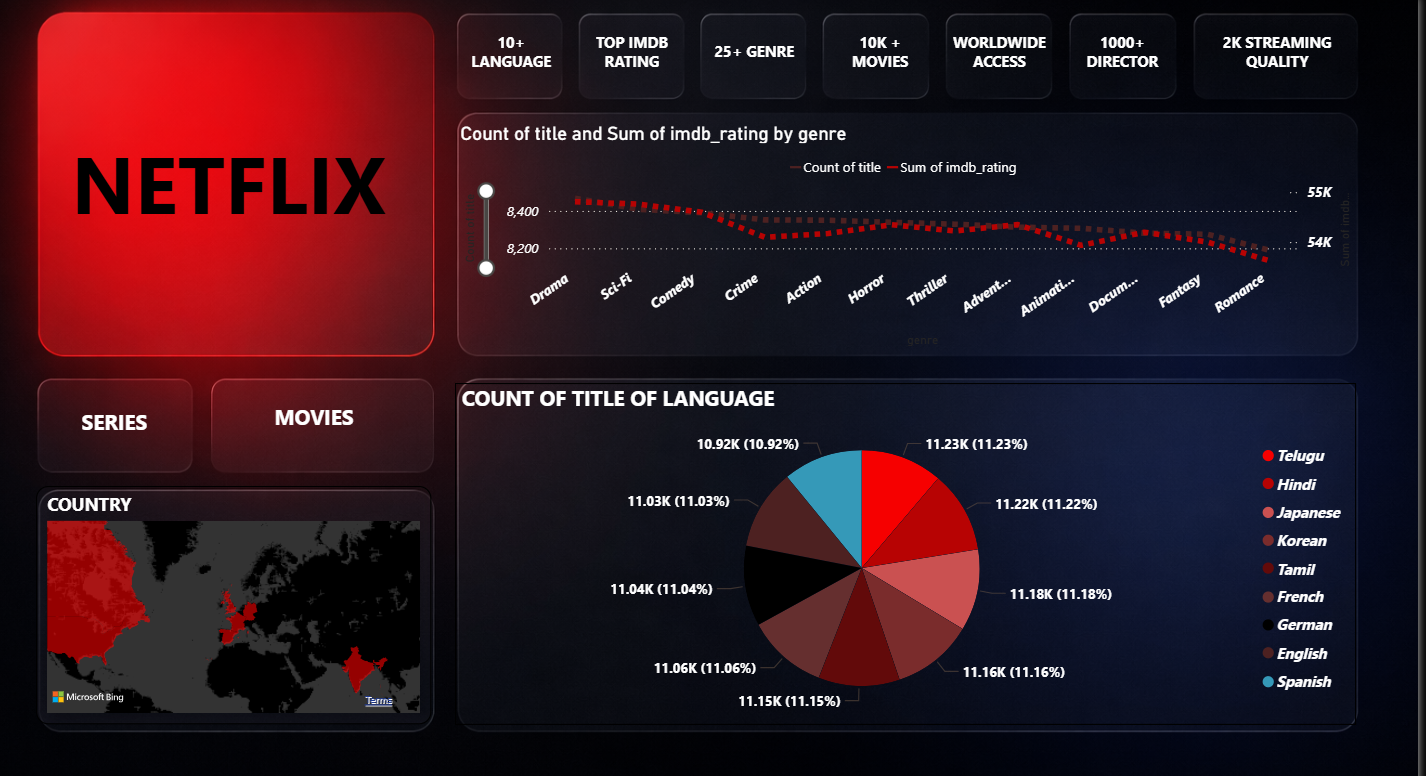 NETFLIX
10+
LANGUAGE
TOP IMDB
RATING
25+ GENRE
10K +
MOVIES
WORLDWIDE
ACCESS
1000+
DIRECTOR
2K STREAMING
QUALITY
Count of title and Sum of imdb_rating by genre
Count of title
Sum of imdb_rating
8,400
8,200
55K
54K
Sum of imdb...
Drama
Sci-Fi
Comedy
Crime
Action
Horror
Thriller
Advent...
Animati...
Docum...
Fantasy
Romance
genre
SERIES
MOVIES
COUNTRY
Microsoft Bing
Terms
COUNT OF TITLE OF LANGUAGE
11.23K (11.23%)
11.22K (11.22%)
11.18K (11.18%)
11.16K (11.16%)
11.15K (11.15%)
11.06K (11.06%)
11.04K (11.04%)
11.03K (11.03%)
10.92K (10.92%)
Telugu
Hindi
Japanese
Korean
Tamil
French
German
English
Spanish